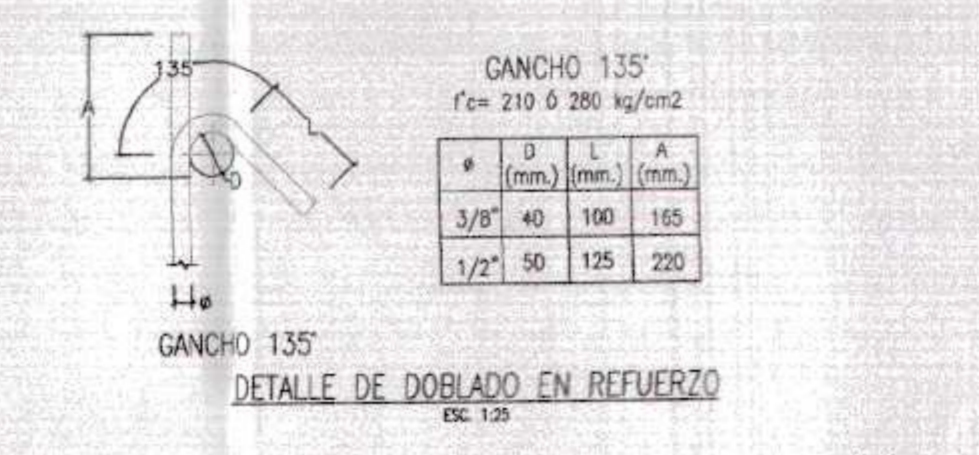 135
A
D
ø
GANCHO 135°
GANCHO 135°
f'c= 210 Ó 280 kg/cm2
ø D (mm.) L (mm.) A (mm.)
3/8" 40 100 165
1/2" 50 125 220
DETALLE DE DOBLADO EN REFUERZO
ESC. 1:25